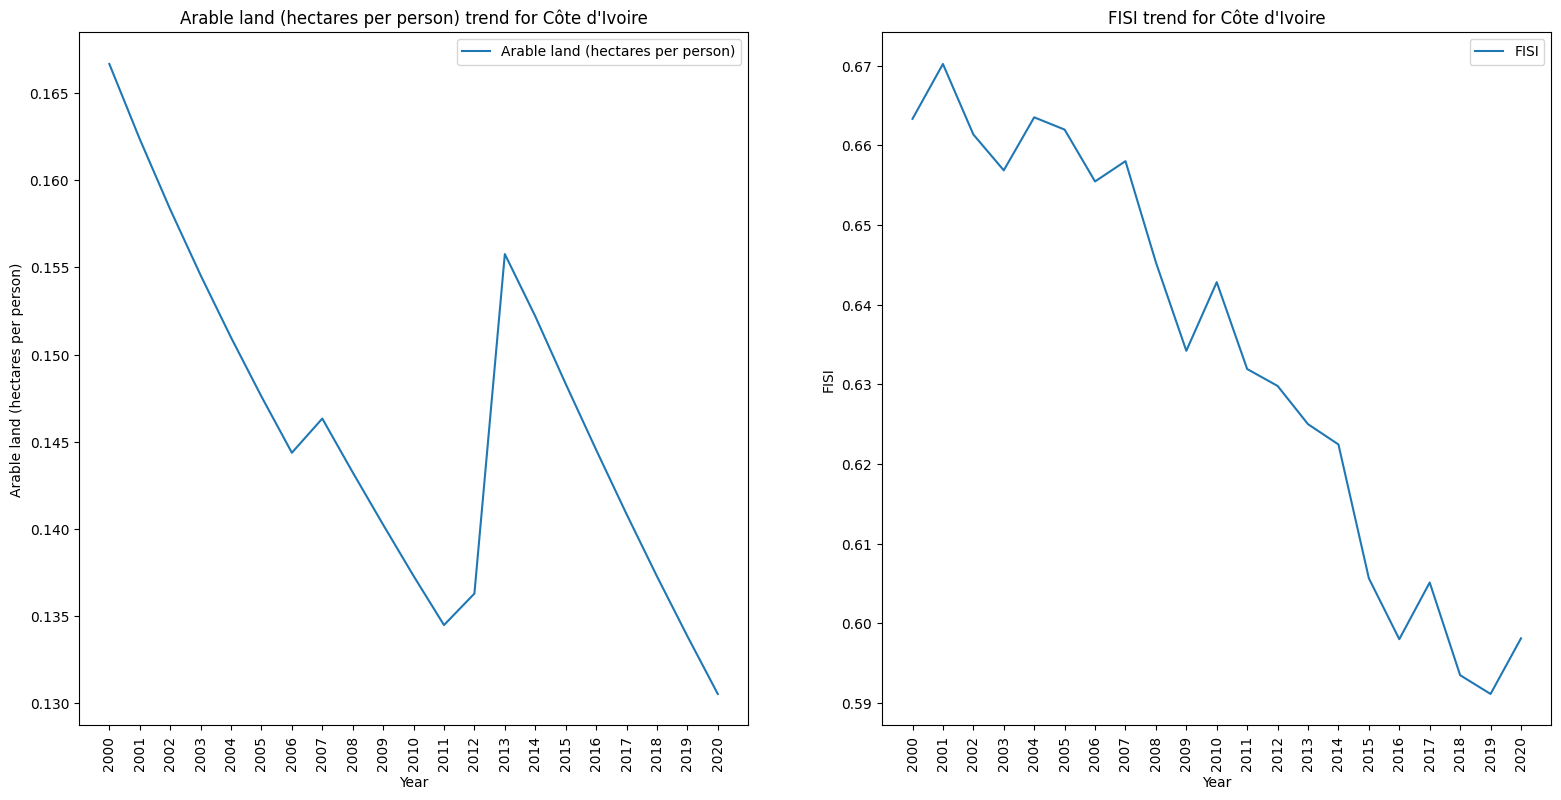 Arable land (hectares per person) trend for Côte d'Ivoire
Arable land (hectares per person)
Arable land (hectares per person)
0.165
0.160
0.155
0.150
0.145
0.140
0.135
0.130
2000 2001 2002 2003 2004 2005 2006 2007 2008 2009 2010 2011 2012 2013 2014 2015 2016 2017 2018 2019 2020
Year
FISI trend for Côte d'Ivoire
FISI
FISI
0.67
0.66
0.65
0.64
0.63
0.62
0.61
0.60
0.59
2000 2001 2002 2003 2004 2005 2006 2007 2008 2009 2010 2011 2012 2013 2014 2015 2016 2017 2018 2019 2020
Year